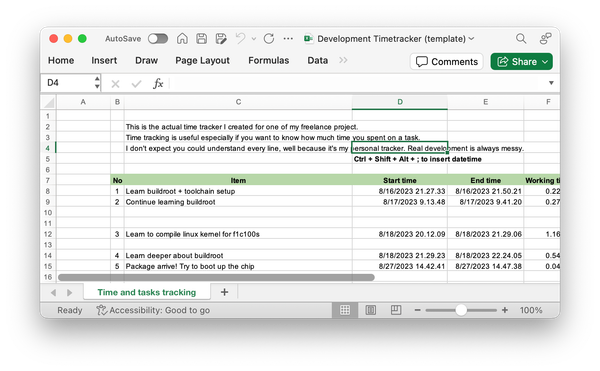 AutoSave
Development Timetracker (template)
Home Insert Draw Page Layout Formulas Data >> Comments Share
D4 fx
A B C D E F
1
2 This is the actual time tracker I created for one of my freelance project.
3 Time tracking is useful especially if you want to know how much time you spent on a task.
4 I don't expect you could understand every line, well because it's my personal tracker. Real development is always messy.
5 Ctrl + Shift + Alt + ; to insert datetime
6
7 No Item Start time End time Working ti
8 1 Learn buildroot + toolchain setup 8/16/2023 21.27.33 8/16/2023 21.50.21 0.22
9 2 Continue learning buildroot 8/17/2023 9.13.48 8/17/2023 9.41.20 0.27
10
12 3 Learn to compile linux kernel for f1c100s 8/18/2023 20.12.09 8/18/2023 21.29.06 1.16
13
14 4 Learn deeper about buildroot 8/18/2023 21.29.23 8/18/2023 22.24.05 0.54
15 5 Package arrive! Try to boot up the chip 8/27/2023 14.42.41 8/27/2023 14.47.38 0.04
16
Time and tasks tracking +
Ready Accessibility: Good to go − + 100%